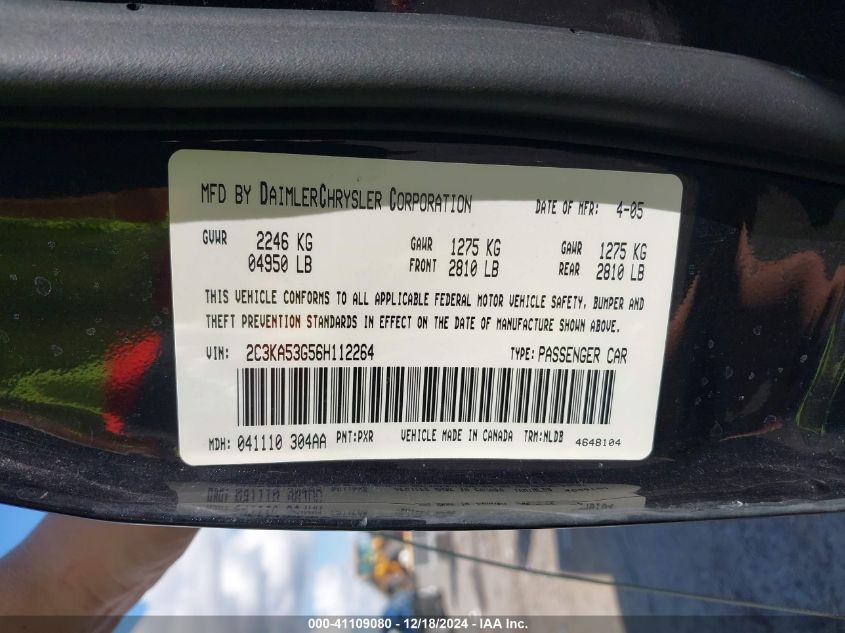 MFD BY DAIMLERCHRYSLER CORPORATION DATE OF MFR: 4-05
GVWR 2246 KG GAWR 1275 KG GAWR 1275 KG
04950 LB FRONT 2810 LB REAR 2810 LB
THIS VEHICLE CONFORMS TO ALL APPLICABLE FEDERAL MOTOR VEHICLE SAFETY, BUMPER AND
THEFT PREVENTION STANDARDS IN EFFECT ON THE DATE OF MANUFACTURE SHOWN ABOVE.
VIN: 2C3KA53G56H112264 TYPE: PASSENGER CAR
MDH: 041110 304AA PNT:PXR VEHICLE MADE IN CANADA TRM:NLDB 4648104
000-41109080 - 12/18/2024 - IAA Inc.